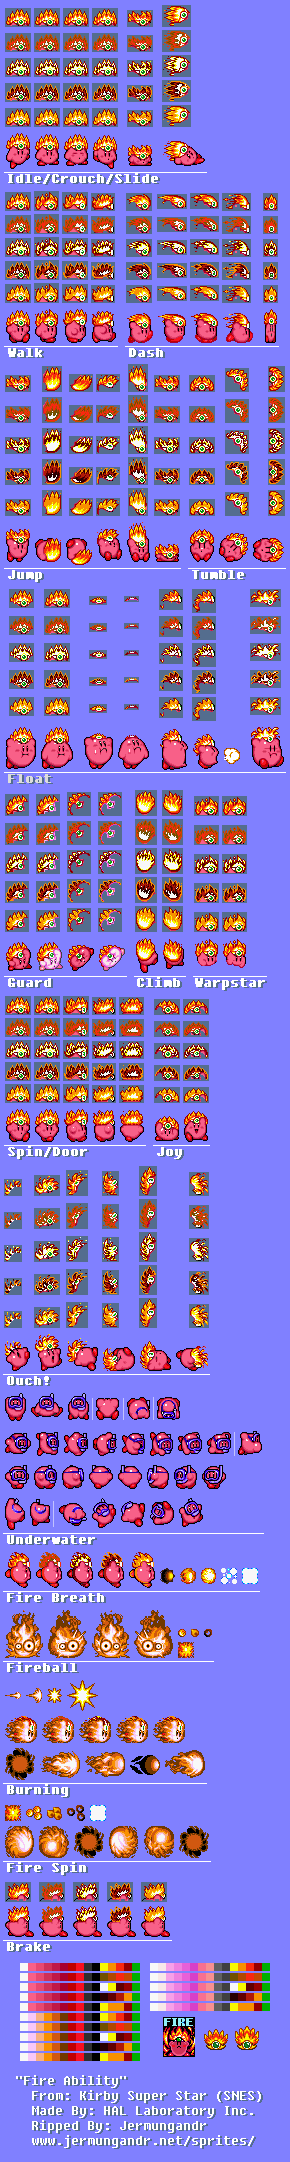 Idle/Crouch/Slide
Walk
Dash
Jump
Tumble
Float
Guard
Climb
Warpstar
Spin/Door
Joy
Ouch!
Underwater
Fire Breath
Fireball
Burning
Fire Spin
Brake
FIRE
"Fire Ability"
From: Kirby Super Star (SNES)
Made By: HAL Laboratory Inc.
Ripped By: Jermungandr
www.jermungandr.net/sprites/